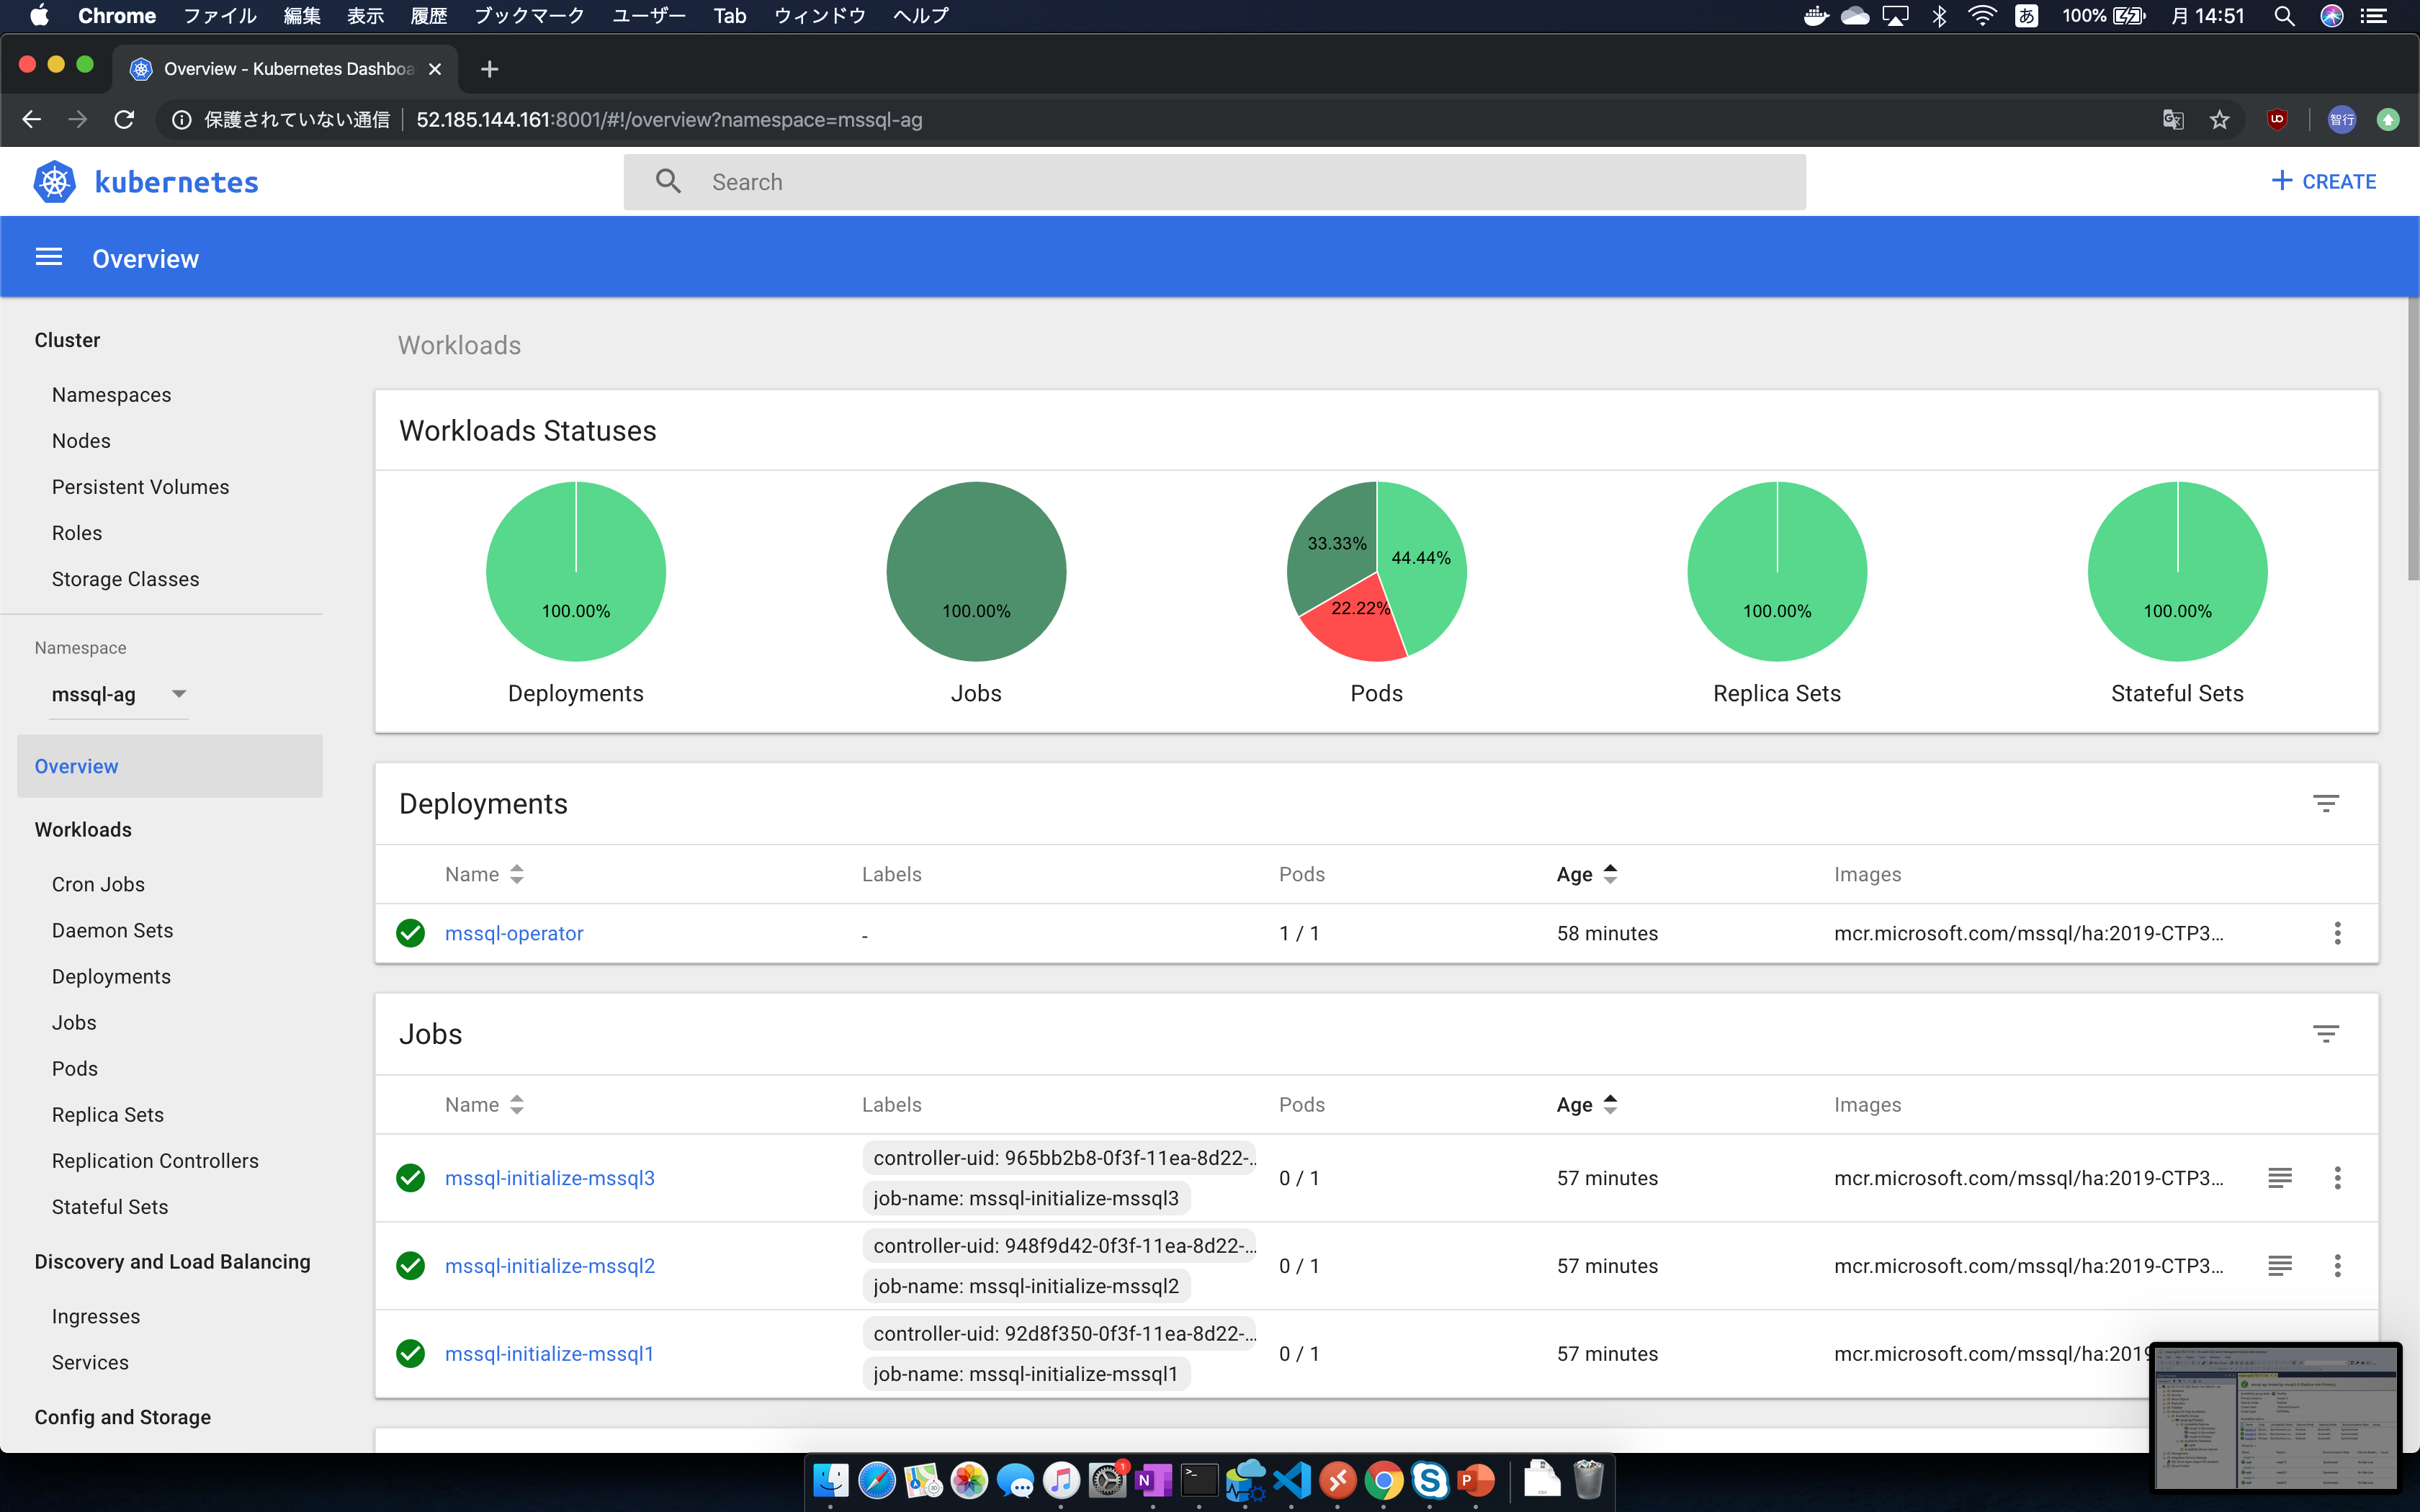 Chrome ファイル 編集 表示 履歴 ブックマーク ユーザー Tab ウィンドウ ヘルプ あ 100% 月 14:51
Overview - Kubernetes Dashboa
保護されていない通信 52.185.144.161:8001/#!/overview?namespace=mssql-ag 智行
kubernetes Search CREATE
Overview
Cluster
Namespaces
Nodes
Persistent Volumes
Roles
Storage Classes
Namespace
mssql-ag
Overview
Workloads
Cron Jobs
Daemon Sets
Deployments
Jobs
Pods
Replica Sets
Replication Controllers
Stateful Sets
Discovery and Load Balancing
Ingresses
Services
Config and Storage
Workloads
Workloads Statuses
100.00% 100.00% 33.33% 44.44% 22.22% 100.00% 100.00%
Deployments Jobs Pods Replica Sets Stateful Sets
Deployments
Name Labels Pods Age Images
mssql-operator - 1 / 1 58 minutes mcr.microsoft.com/mssql/ha:2019-CTP3...
Jobs
Name Labels Pods Age Images
controller-uid: 965bb2b8-0f3f-11ea-8d22-..
mssql-initialize-mssql3 0 / 1 57 minutes mcr.microsoft.com/mssql/ha:2019-CTP3...
job-name: mssql-initialize-mssql3
controller-uid: 948f9d42-0f3f-11ea-8d22-...
mssql-initialize-mssql2 0 / 1 57 minutes mcr.microsoft.com/mssql/ha:2019-CTP3...
job-name: mssql-initialize-mssql2
controller-uid: 92d8f350-0f3f-11ea-8d22-...
mssql-initialize-mssql1 0 / 1 57 minutes mcr.microsoft.com/mssql/ha:2019
job-name: mssql-initialize-mssql1